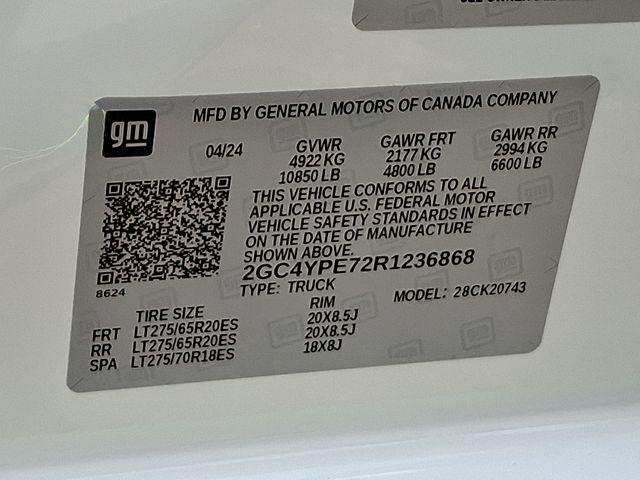 MFD BY GENERAL MOTORS OF CANADA COMPANY
gm
04/24
GVWR
4922 KG
10850 LB
GAWR FRT
2177 KG
4800 LB
GAWR RR
2994 KG
6600 LB
THIS VEHICLE CONFORMS TO ALL
APPLICABLE U.S. FEDERAL MOTOR
VEHICLE SAFETY STANDARDS IN EFFECT
ON THE DATE OF MANUFACTURE
SHOWN ABOVE.
2GC4YPE72R1236868
8624
TYPE: TRUCK
MODEL: 28CK20743
TIRE SIZE RIM
FRT LT275/65R20ES 20X8.5J
RR LT275/65R20ES 20X8.5J
SPA LT275/70R18ES 18X8J